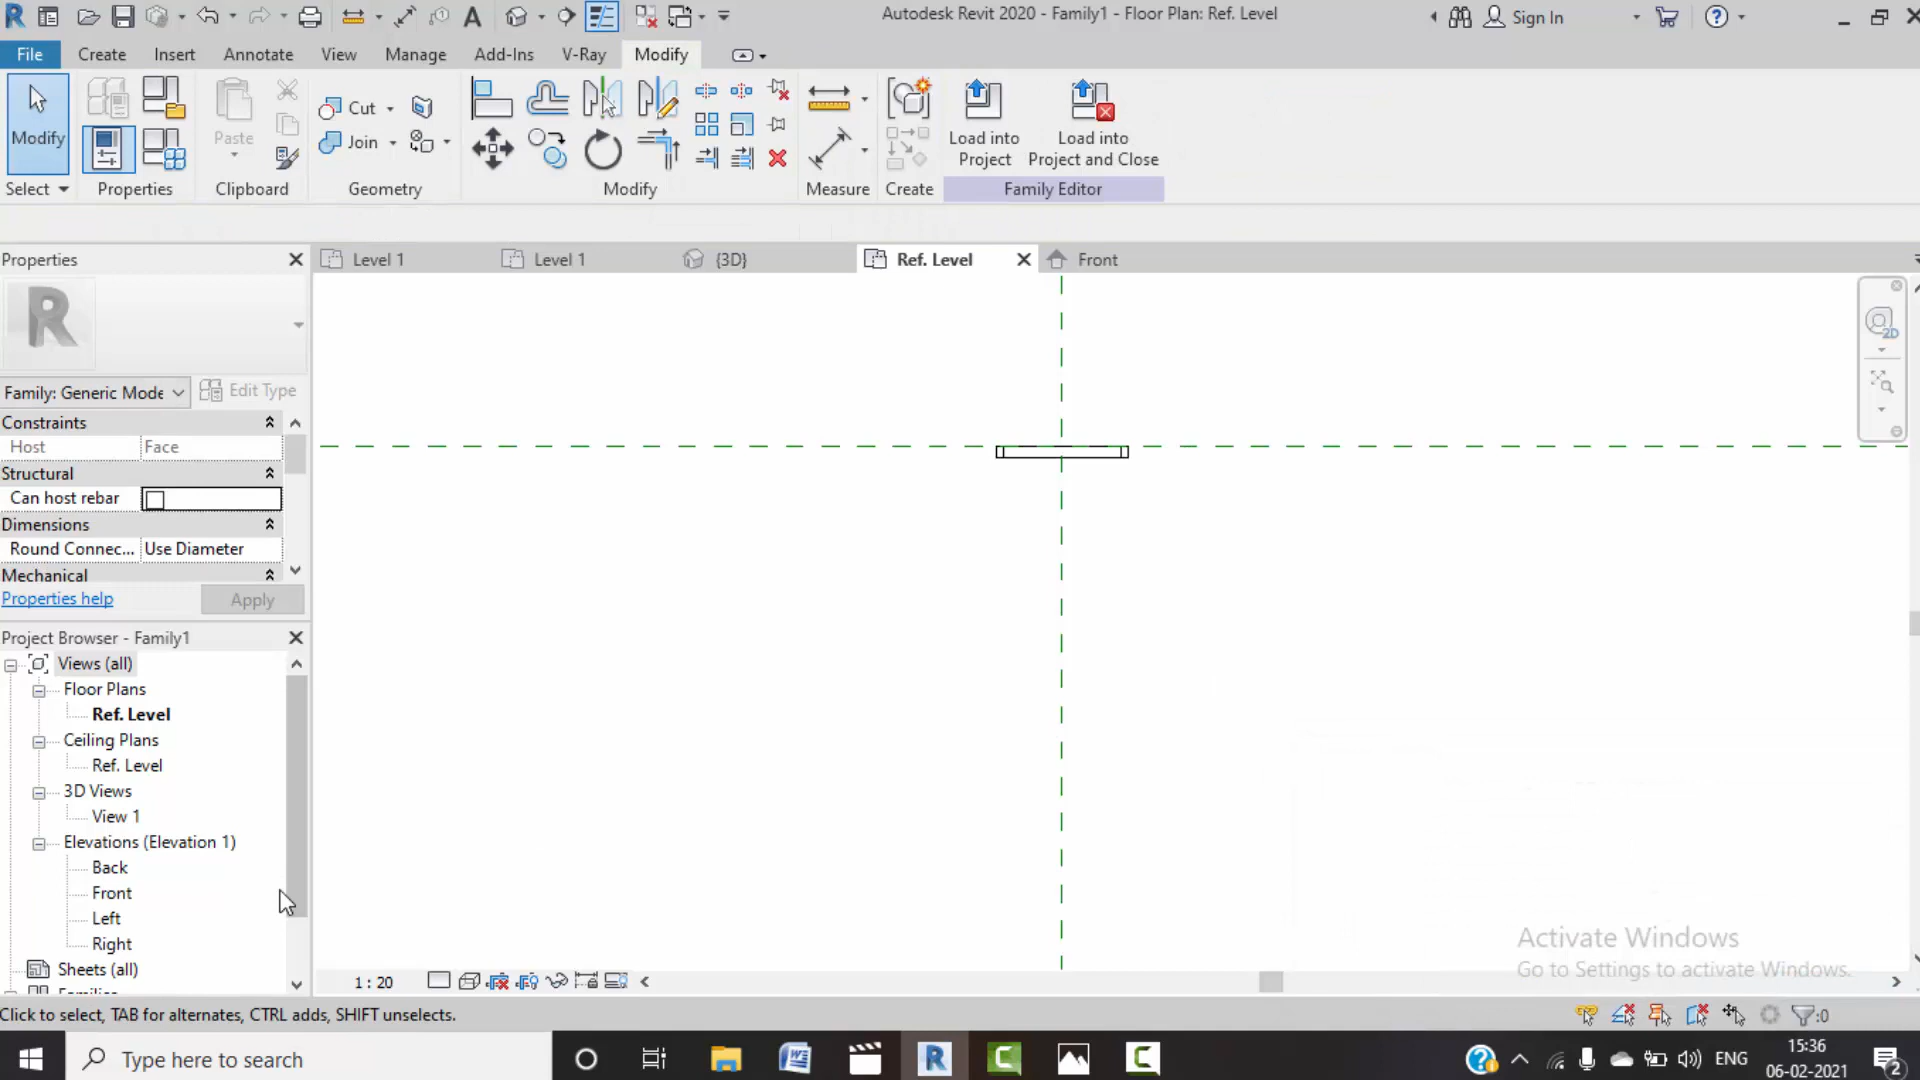 Autodesk Revit 2020 - Family1 - Floor Plan: Ref. Level
Sign In
File
Create
Insert
Annotate
View
Manage
Add-Ins
V-Ray
Modify
Modify
Paste
Cut
Join
Load into
Project
Load into
Project and Close
Select
Properties
Clipboard
Geometry
Modify
Measure
Create
Family Editor
Properties
Level 1
Level 1
{3D}
Ref. Level
Front
2D
R
Family: Generic Mode
Edit Type
Constraints
Host
Face
Structural
Can host rebar
Dimensions
Round Connec...
Use Diameter
Mechanical
Properties help
Apply
Project Browser - Family1
Views (all)
Floor Plans
Ref. Level
Ceiling Plans
Ref. Level
3D Views
View 1
Elevations (Elevation 1)
Back
Front
Left
Right
Sheets (all)
1 : 20
Activate Windows
Go to Settings to activate Windows.
Click to select, TAB for alternates, CTRL adds, SHIFT unselects.
:0
Type here to search
ENG
15:36
06-02-2021
2